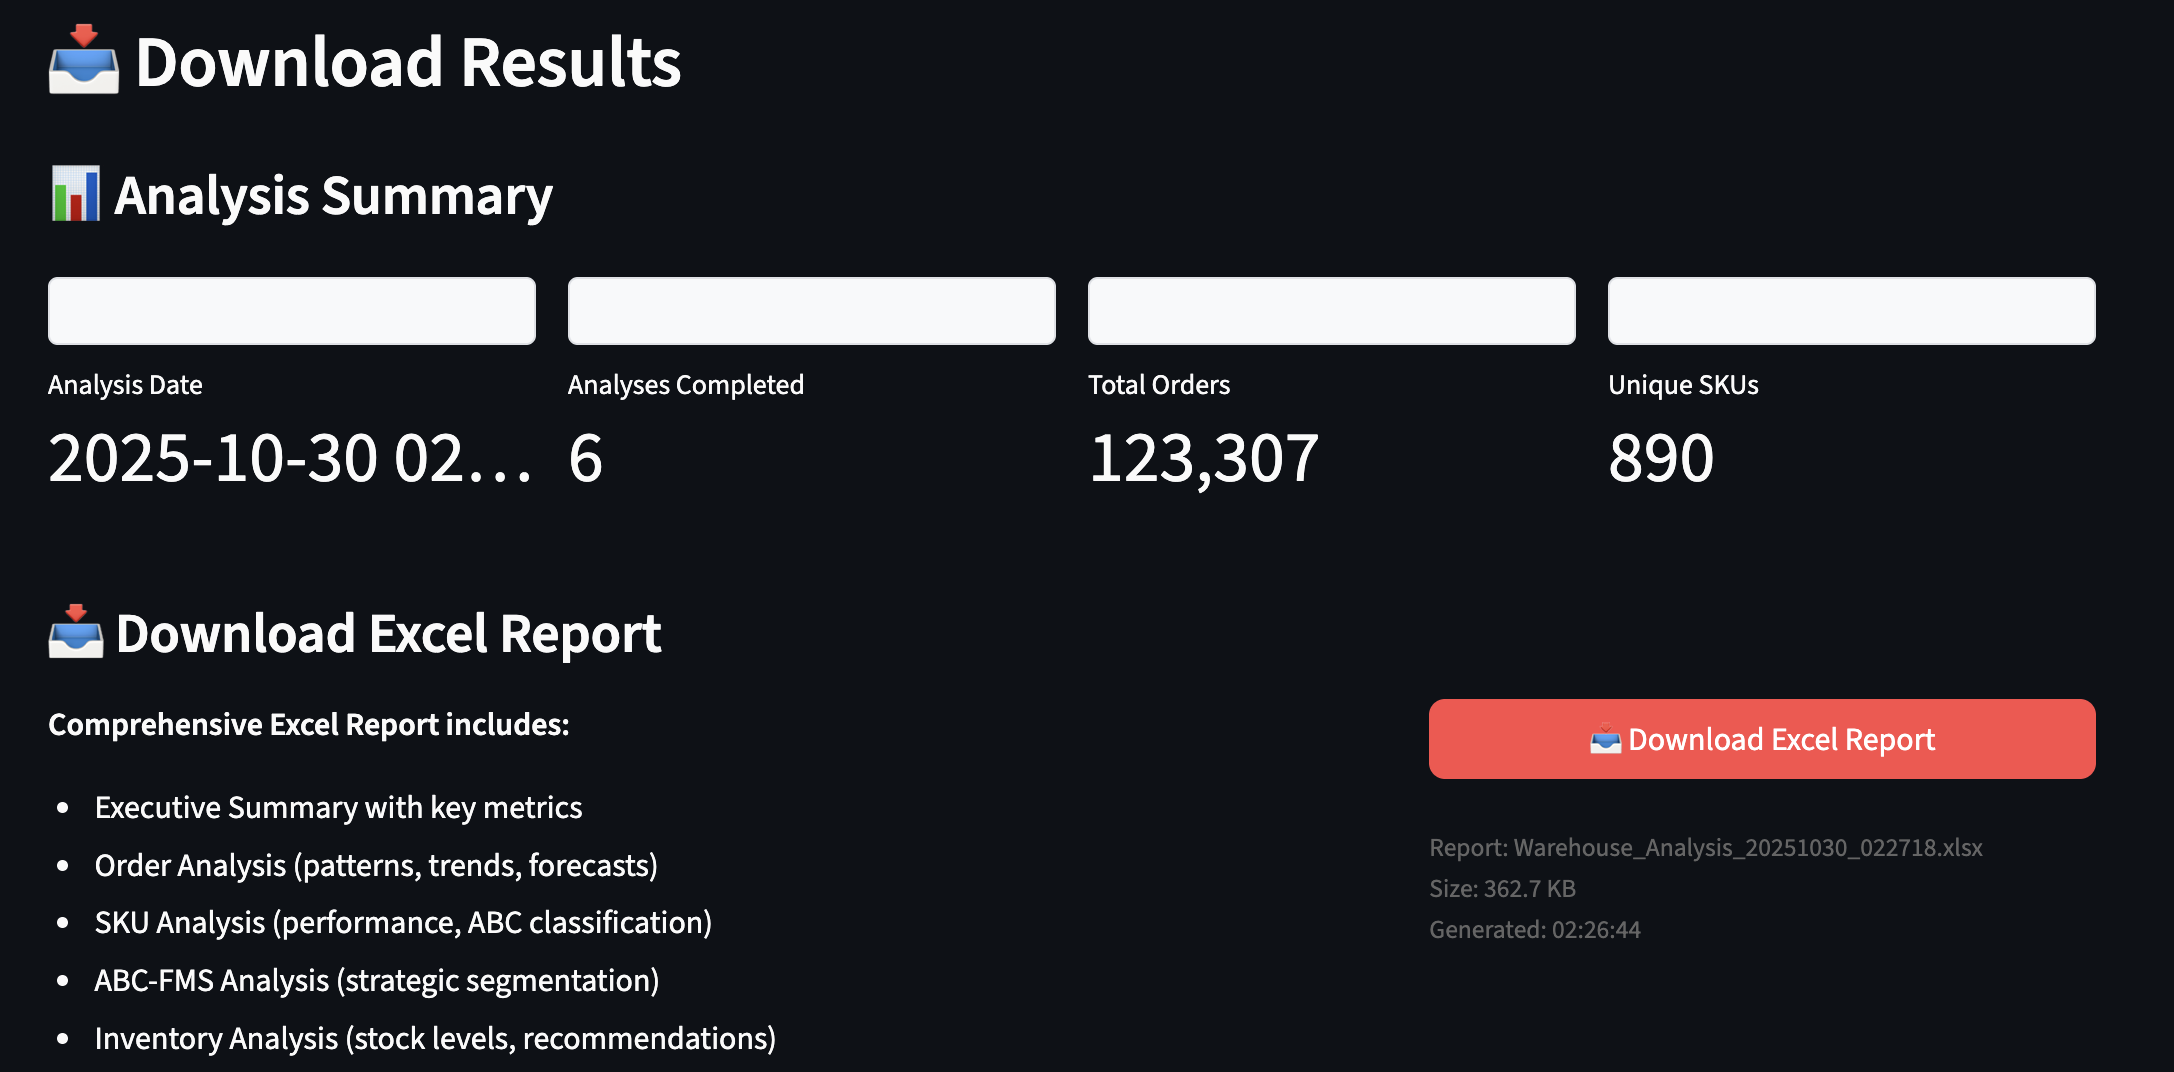 Download Results
Analysis Summary
Analysis Date
Analyses Completed
Total Orders
Unique SKUs
2025-10-30 02...
6
123,307
890
Download Excel Report
Comprehensive Excel Report includes:
Executive Summary with key metrics
Order Analysis (patterns, trends, forecasts)
SKU Analysis (performance, ABC classification)
ABC-FMS Analysis (strategic segmentation)
Inventory Analysis (stock levels, recommendations)
Download Excel Report
Report: Warehouse_Analysis_20251030_022718.xlsx
Size: 362.7 KB
Generated: 02:26:44